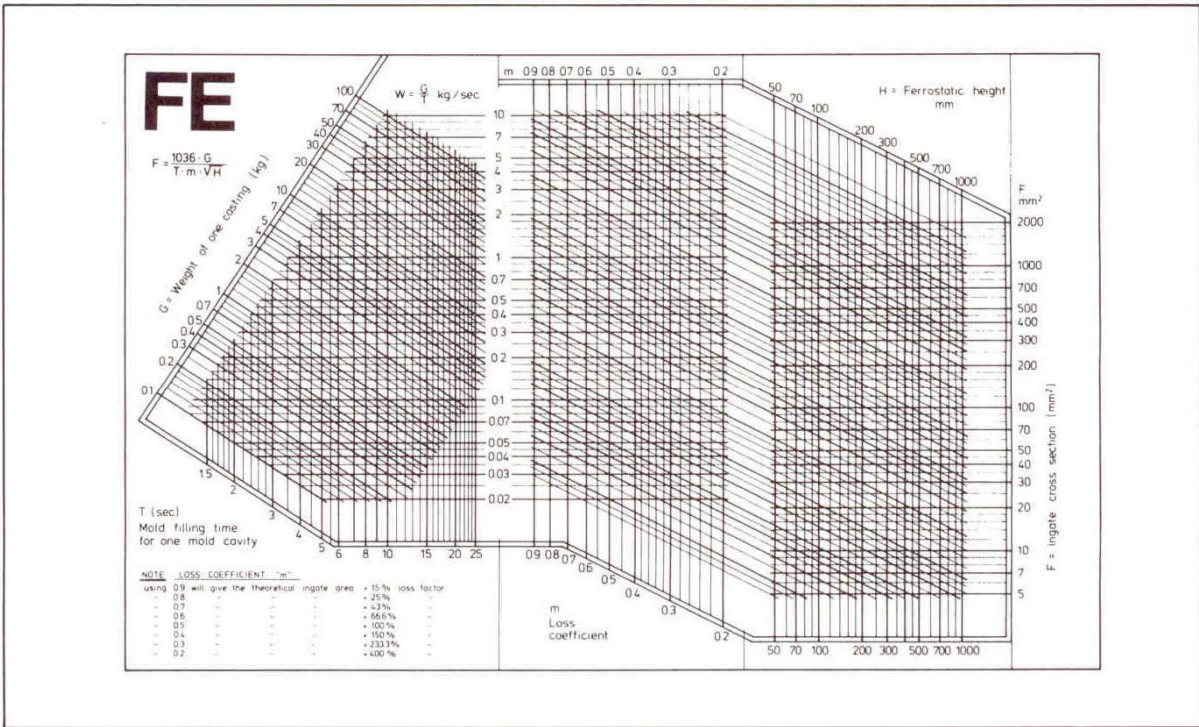 FE
F = 1036 · G / T · m · √H
W = G/T kg/sec
m: 0.9 0.8 0.7 0.6 0.5 0.4 0.3 0.2
H = Ferrostatic height
mm
50 70 100 200 300 500 700 1000
G = Weight of one casting (kg)
100 70 50 40 30 20 10 7 5 4 3 2 1 0.7 0.5 0.4 0.3 0.2 0.1
10 7 5 4 3 2 1 0.7 0.5 0.4 0.3 0.2 0.1 0.07 0.05 0.04 0.03 0.02
F
mm²
2000 1000 700 500 400 300 200 100 70 50 40 30 20 10 7 5
F = Ingate cross section (mm²)
T (sec)
Mold filling time
for one mold cavity
1.5 2 3 4 5 6 8 10 15 20 25
0.9 0.8 0.7 0.6 0.5 0.4 0.3 0.2
m
Loss
coefficient
50 70 100 200 300 500 700 1000
NOTE LOSS COEFFICIENT "m"
using 0.9 will give the theoretical ingate area + 15% loss factor
" 0.8 " " " " + 25% "
" 0.7 " " " " + 43% "
" 0.6 " " " " + 66.6% "
" 0.5 " " " " + 100% "
" 0.4 " " " " + 150% "
" 0.3 " " " " + 233.3% "
" 0.2 " " " " + 400% "